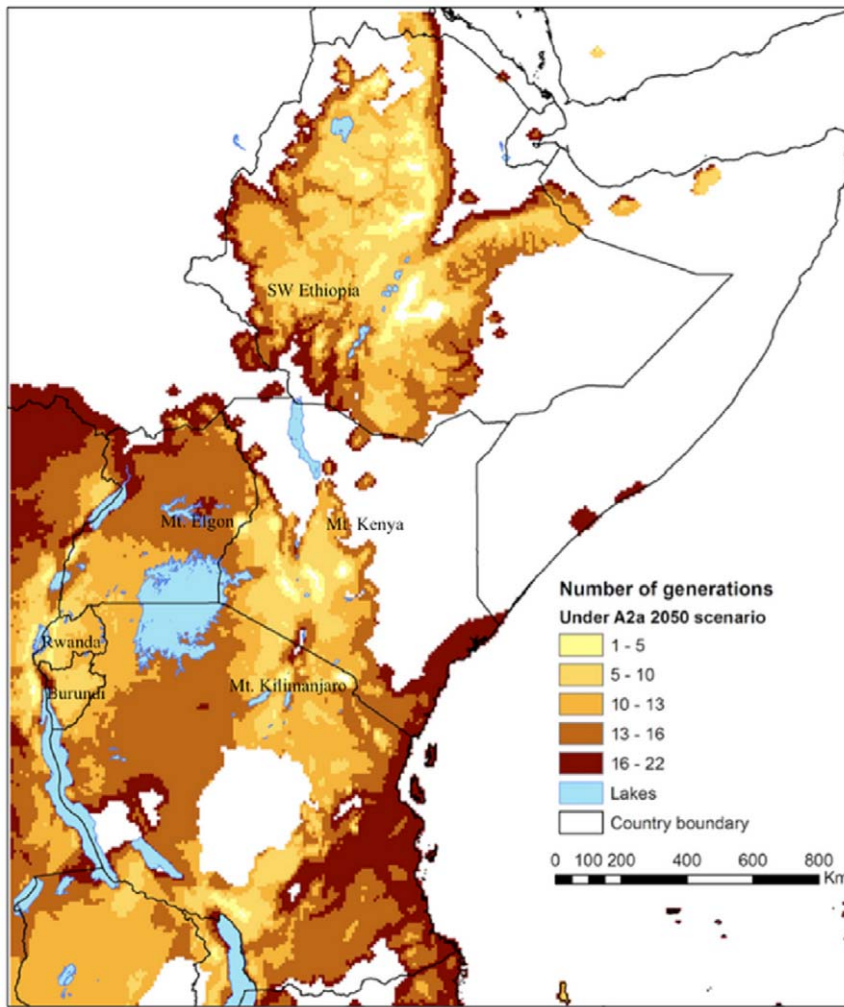 SW Ethiopia
Mt. Elgon
Mt. Kenya
Rwanda
Burundi
Mt. Kilimanjaro
Number of generations
Under A2a 2050 scenario
1 - 5
5 - 10
10 - 13
13 - 16
16 - 22
Lakes
Country boundary
0 100 200 400 600 800
Km